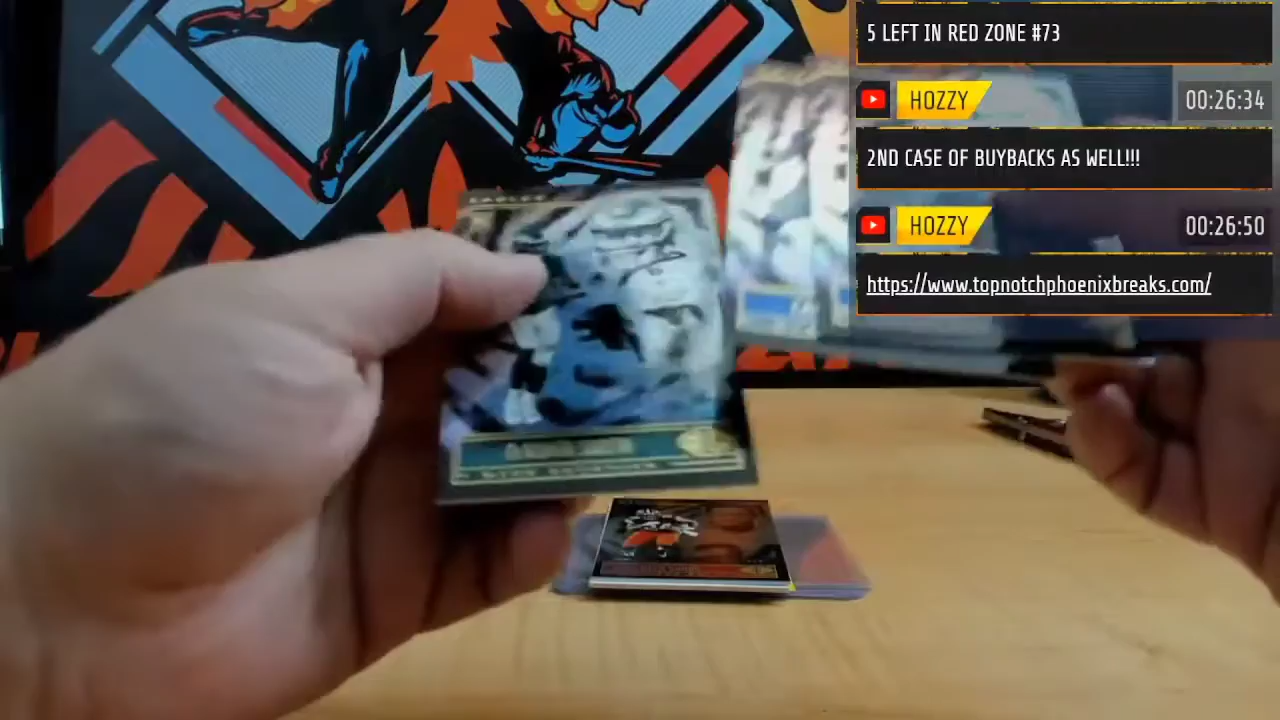 5 LEFT IN RED ZONE #73
HOZZY
00:26:34
2ND CASE OF BUYBACKS AS WELL!!!
HOZZY
00:26:50
https://www.topnotchphoenixbreaks.com/
EAGLES